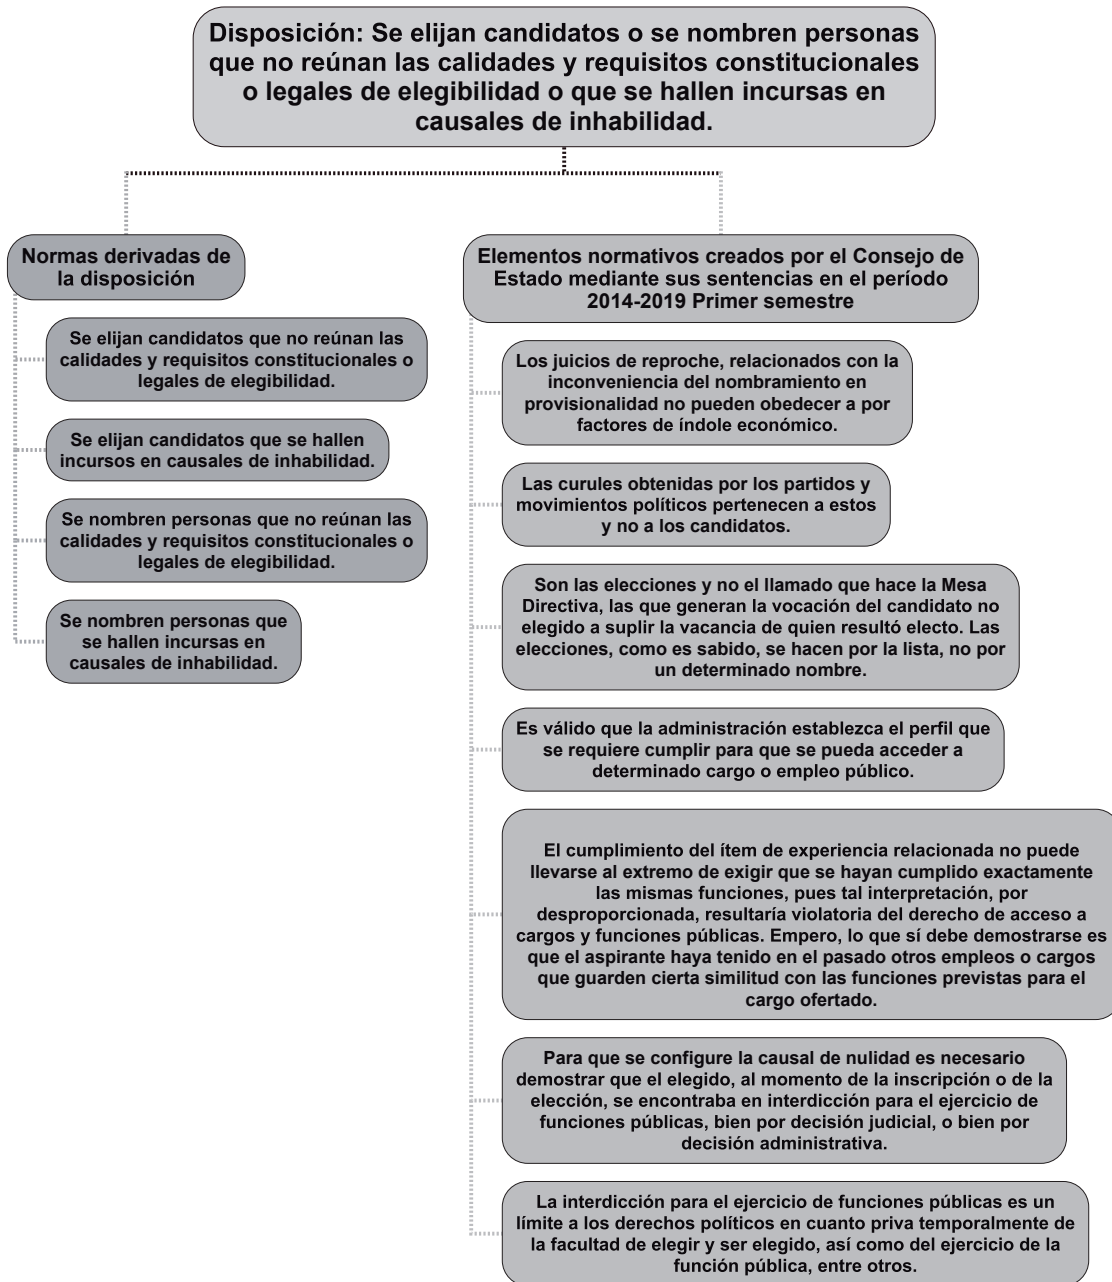 Disposición: Se elijan candidatos o se nombren personas
que no reúnan las calidades y requisitos constitucionales
o legales de elegibilidad o que se hallen incursas en
causales de inhabilidad.
Normas derivadas de
la disposición
Se elijan candidatos que no reúnan las
calidades y requisitos constitucionales o
legales de elegibilidad.
Se elijan candidatos que se hallen
incursos en causales de inhabilidad.
Se nombren personas que no reúnan las
calidades y requisitos constitucionales o
legales de elegibilidad.
Se nombren personas que
se hallen incursas en
causales de inhabilidad.
Elementos normativos creados por el Consejo de
Estado mediante sus sentencias en el período
2014-2019 Primer semestre
Los juicios de reproche, relacionados con la
inconveniencia del nombramiento en
provisionalidad no pueden obedecer a por
factores de índole económico.
Las curules obtenidas por los partidos y
movimientos políticos pertenecen a estos
y no a los candidatos.
Son las elecciones y no el llamado que hace la Mesa
Directiva, las que generan la vocación del candidato no
elegido a suplir la vacancia de quien resultó electo. Las
elecciones, como es sabido, se hacen por la lista, no por
un determinado nombre.
Es válido que la administración establezca el perfil que
se requiere cumplir para que se pueda acceder a
determinado cargo o empleo público.
El cumplimiento del ítem de experiencia relacionada no puede
llevarse al extremo de exigir que se hayan cumplido exactamente
las mismas funciones, pues tal interpretación, por
desproporcionada, resultaría violatoria del derecho de acceso a
cargos y funciones públicas. Empero, lo que sí debe demostrarse es
que el aspirante haya tenido en el pasado otros empleos o cargos
que guarden cierta similitud con las funciones previstas para el
cargo ofertado.
Para que se configure la causal de nulidad es necesario
demostrar que el elegido, al momento de la inscripción o de la
elección, se encontraba en interdicción para el ejercicio de
funciones públicas, bien por decisión judicial, o bien por
decisión administrativa.
La interdicción para el ejercicio de funciones públicas es un
límite a los derechos políticos en cuanto priva temporalmente de
la facultad de elegir y ser elegido, así como del ejercicio de la
función pública, entre otros.